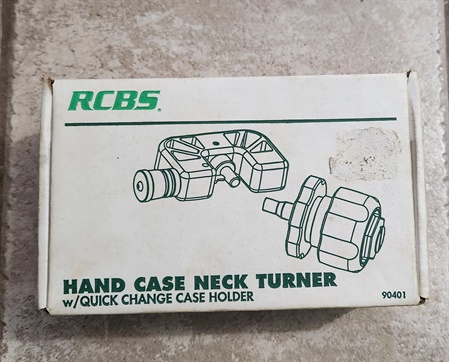 RCBS®
HAND CASE NECK TURNER
w/QUICK CHANGE CASE HOLDER
90401